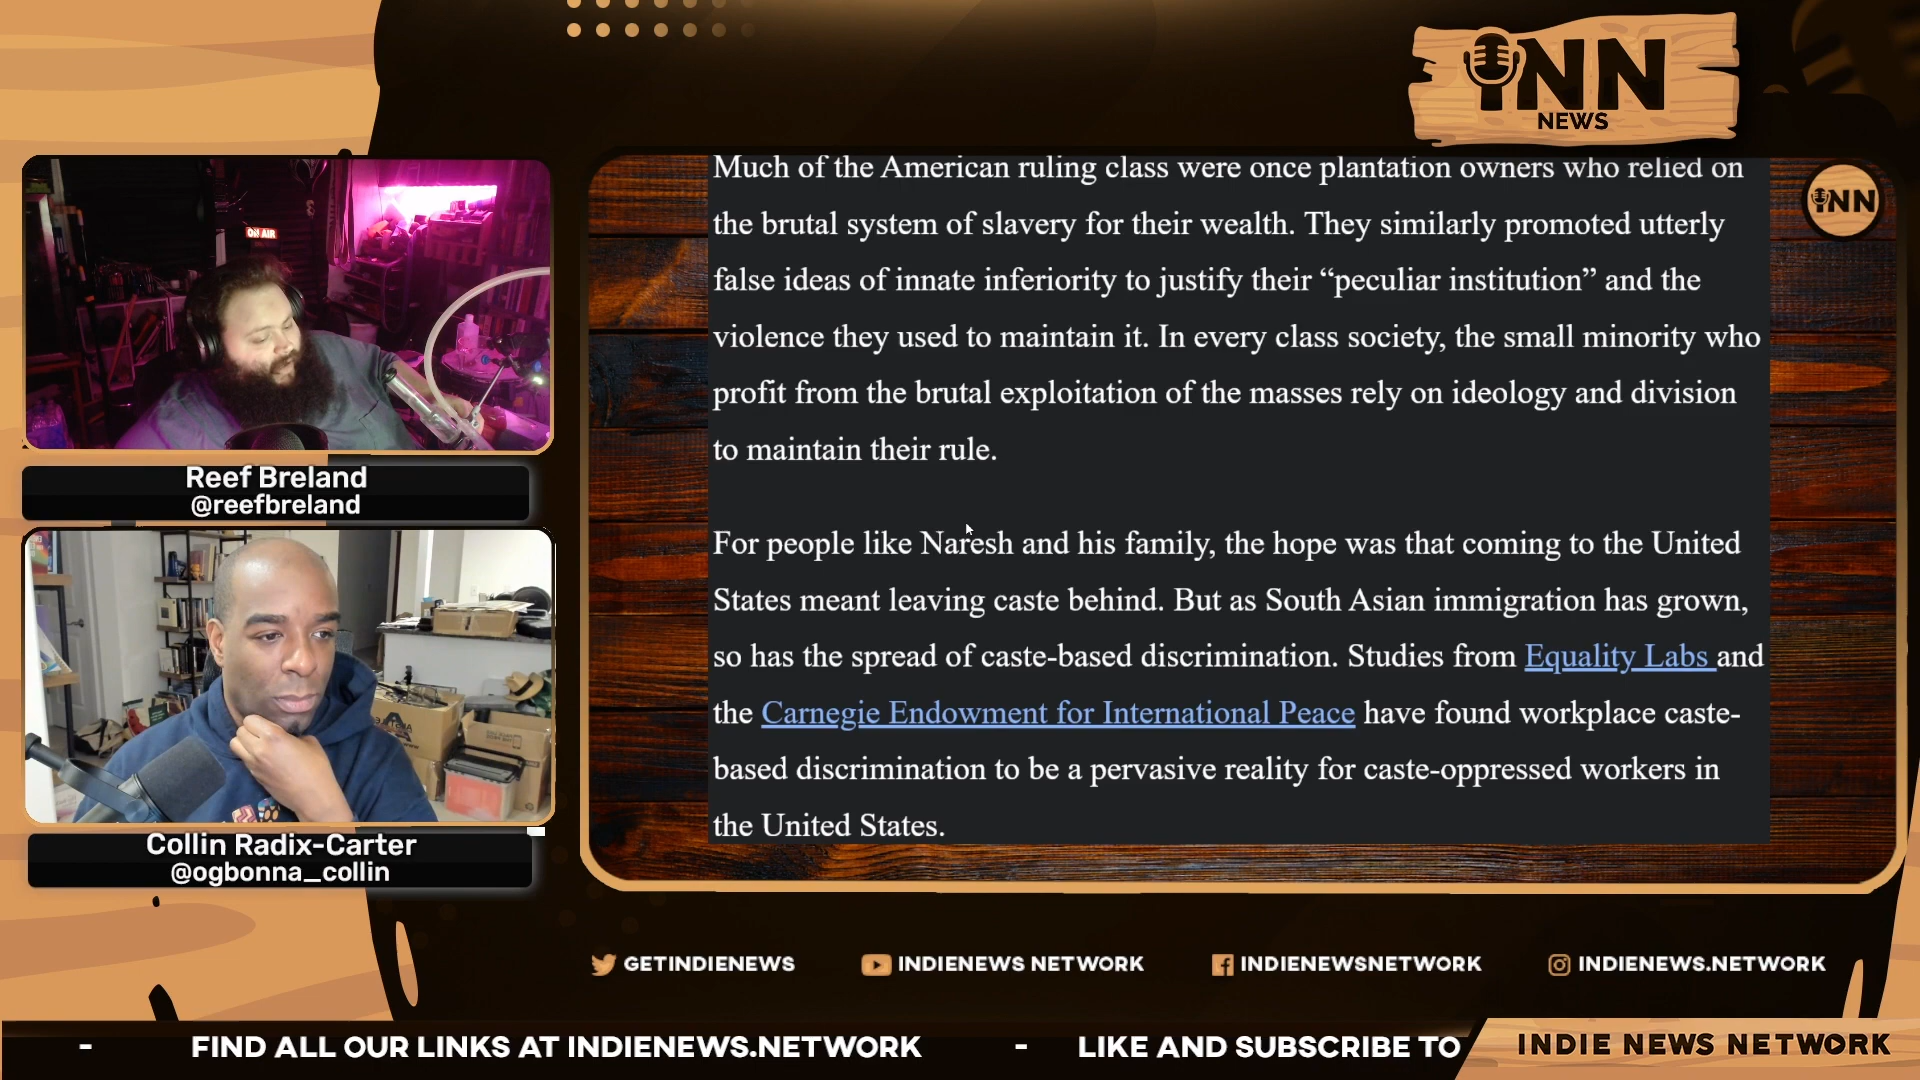 iNN
NEWS
ON AIR
Reef Breland
@reefbreland
Collin Radix-Carter
@ogbonna_collin
iNN
Much of the American ruling class were once plantation owners who relied on
the brutal system of slavery for their wealth. They similarly promoted utterly
false ideas of innate inferiority to justify their “peculiar institution” and the
violence they used to maintain it. In every class society, the small minority who
profit from the brutal exploitation of the masses rely on ideology and division
to maintain their rule.
For people like Naresh and his family, the hope was that coming to the United
States meant leaving caste behind. But as South Asian immigration has grown,
so has the spread of caste-based discrimination. Studies from Equality Labs and
the Carnegie Endowment for International Peace have found workplace caste-
based discrimination to be a pervasive reality for caste-oppressed workers in
the United States.
GETINDIENEWS
INDIENEWS NETWORK
INDIENEWSNETWORK
INDIENEWS.NETWORK
- FIND ALL OUR LINKS AT INDIENEWS.NETWORK - LIKE AND SUBSCRIBE TO
INDIE NEWS NETWORK